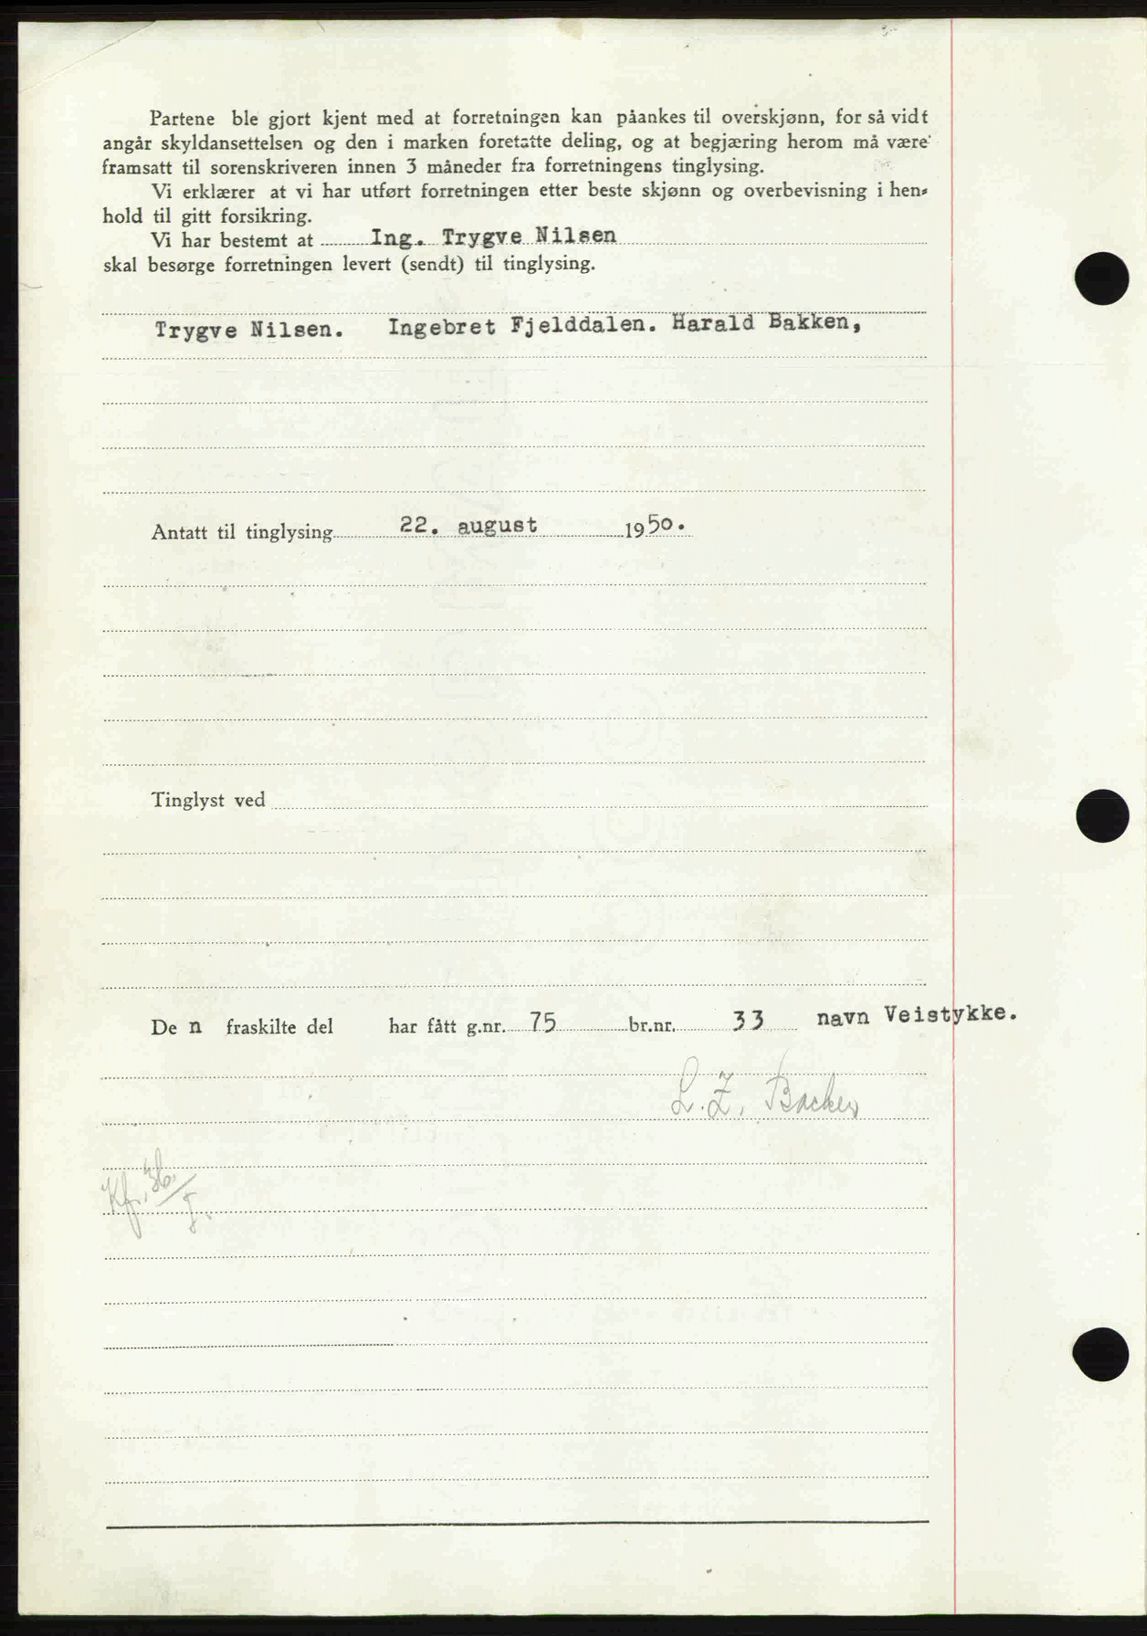 Partene ble gjort kjent med at forretningen kan påankes til overskjønn, for så vidt
angår skyldansettelsen og den i marken foretatte deling, og at begjæring herom må være
framsatt til sorenskriveren innen 3 måneder fra forretningens tinglysing.
Vi erklærer at vi har utført forretningen etter beste skjønn og overbevisning i hen-
hold til gitt forsikring.
Vi har bestemt at Ing. Trygve Nilsen
skal besørge forretningen levert (sendt) til tinglysing.
Trygve Nilsen. Ingebret Fjelddalen. Harald Bakken,
Antatt til tinglysing 22. august 1950.
Tinglyst ved
De n fraskilte del har fått g.nr. 75 br.nr. 33 navn Veistykke.
L. Z. Backer
Kfr. 36/